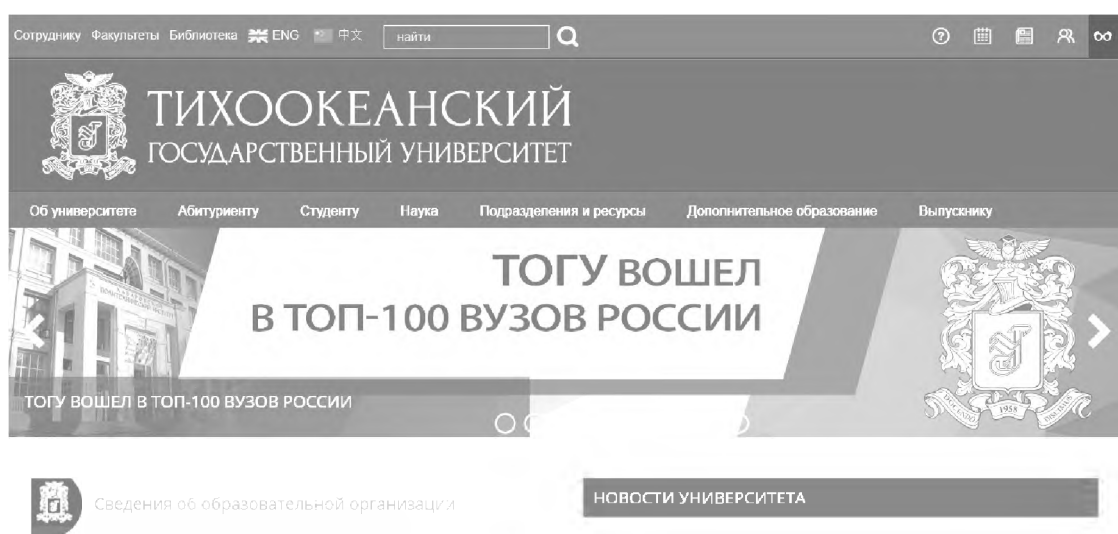 Сотруднику Факультеты Библиотека ENG 中文 найти
ТИХООКЕАНСКИЙ
ГОСУДАРСТВЕННЫЙ УНИВЕРСИТЕТ
Об университете Абитуриенту Студенту Наука Подразделения и ресурсы Дополнительное образование Выпускнику
ТОГУ ВОШЕЛ
В ТОП-100 ВУЗОВ РОССИИ
ТОГУ ВОШЕЛ В ТОП-100 ВУЗОВ РОССИИ
1958
Сведения об образовательной организации
НОВОСТИ УНИВЕРСИТЕТА